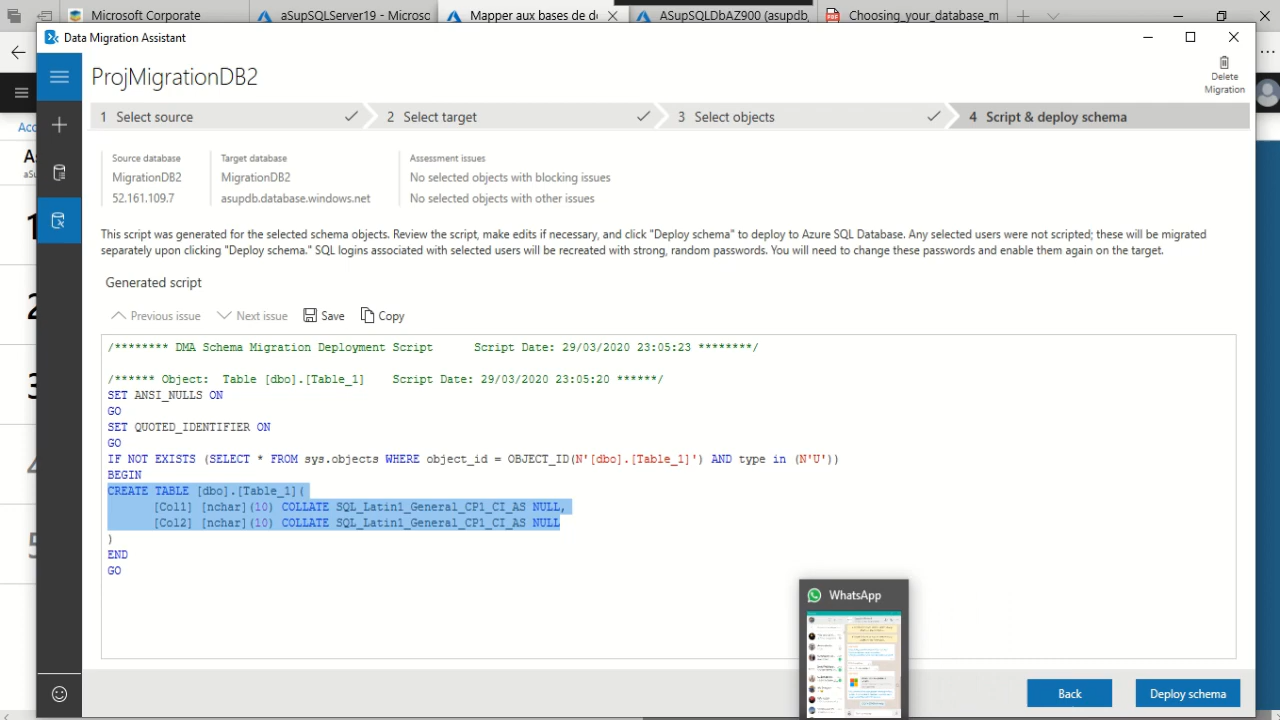 Microsoft Corporate
aSupSQLServer19 - Microsc
Mapper aux bases de d
ASupSQLDbAZ900 (asupdb,
Choosing_your_database_m
Data Migration Assistant
ProjMigrationDB2
Delete
Migration
1 Select source
2 Select target
3 Select objects
4 Script & deploy schema
Acc
Source database
Target database
Assessment issues
MigrationDB2
MigrationDB2
No selected objects with blocking issues
52.161.109.7
asupdb.database.windows.net
No selected objects with other issues
This script was generated for the selected schema objects. Review the script, make edits if necessary, and click "Deploy schema" to deploy to Azure SQL Database. Any selected users were not scripted; these will be migrated
separately upon clicking "Deploy schema." SQL logins associated with selected users will be recreated with strong, random passwords. You will need to change these passwords and enable them again on the target.
Generated script
Previous issue Next issue Save Copy
/******** DMA Schema Migration Deployment Script Script Date: 29/03/2020 23:05:23 ********/
/****** Object: Table [dbo].[Table_1] Script Date: 29/03/2020 23:05:20 ******/
SET ANSI_NULLS ON
GO
SET QUOTED_IDENTIFIER ON
GO
IF NOT EXISTS (SELECT * FROM sys.objects WHERE object_id = OBJECT_ID(N'[dbo].[Table_1]') AND type in (N'U'))
BEGIN
CREATE TABLE [dbo].[Table_1](
[Col1] [nchar](10) COLLATE SQL_Latin1_General_CP1_CI_AS NULL,
[Col2] [nchar](10) COLLATE SQL_Latin1_General_CP1_CI_AS NULL
)
END
GO
WhatsApp
Back
Deploy schema